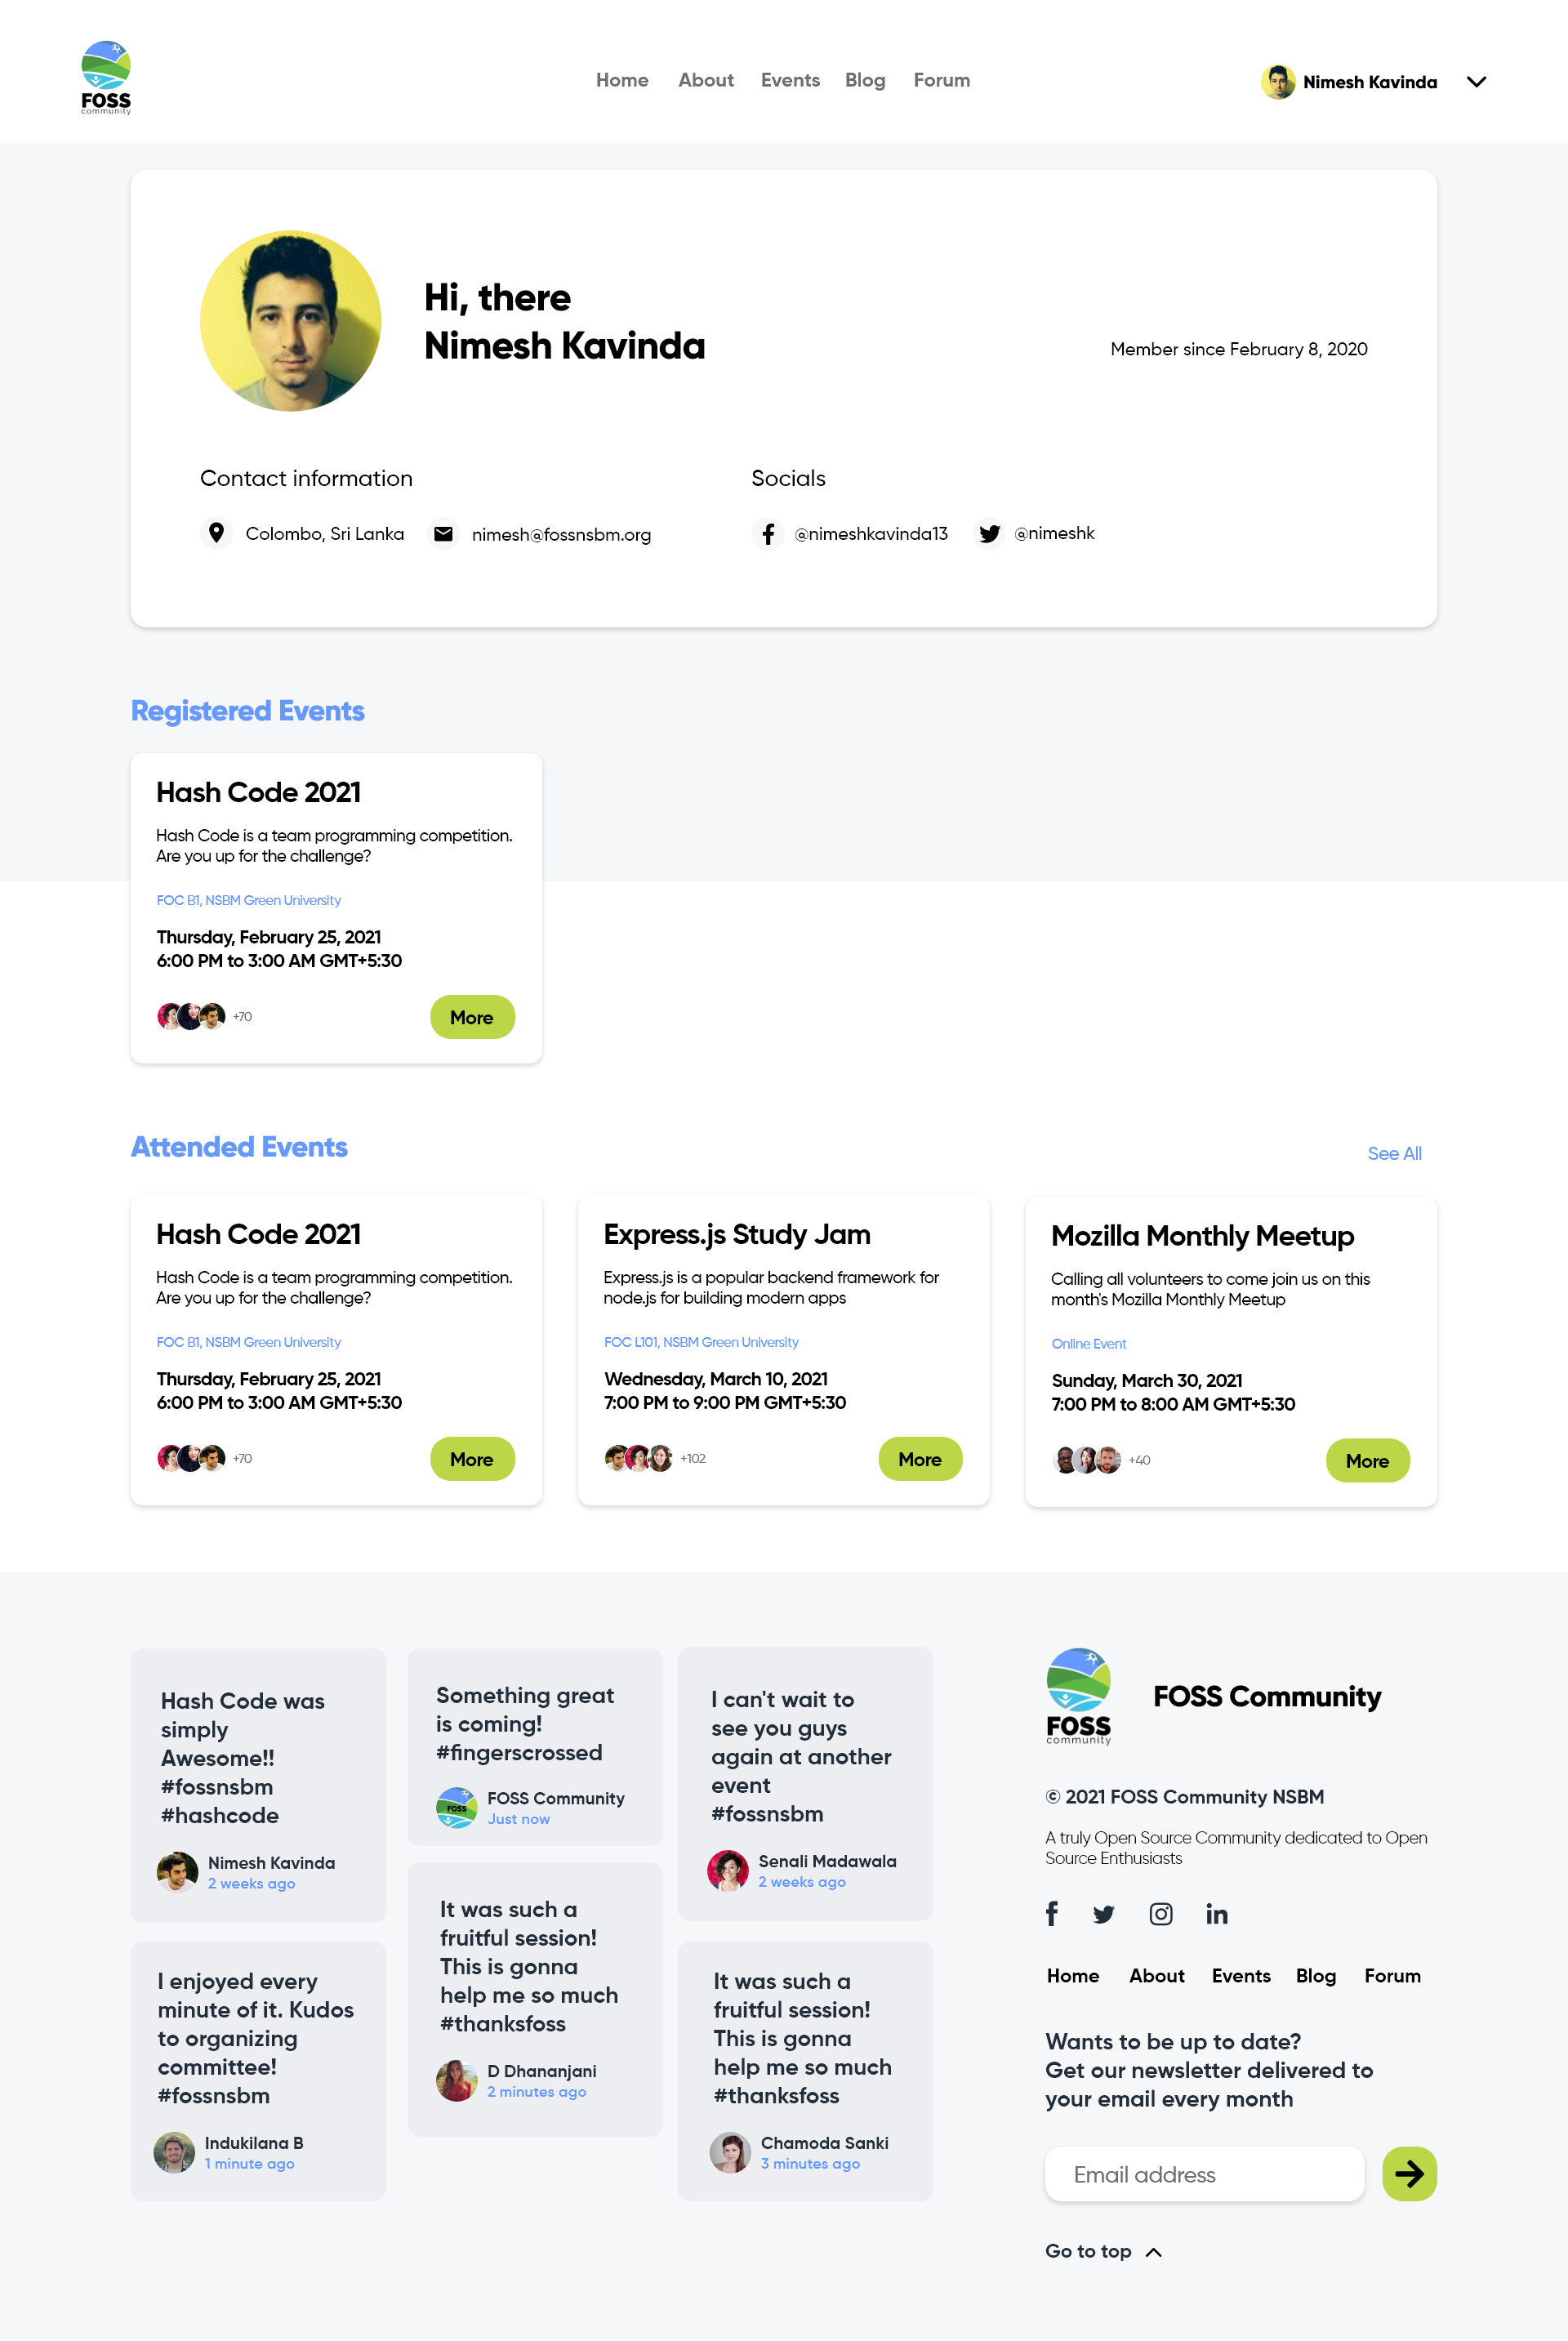 FOSS
community
Home About Events Blog Forum
Nimesh Kavinda
Hi, there
Nimesh Kavinda
Member since February 8, 2020
Contact information
Colombo, Sri Lanka nimesh@fossnsbm.org
Socials
@nimeshkavinda13 @nimeshk
Registered Events
Hash Code 2021
Hash Code is a team programming competition.
Are you up for the challenge?
FOC B1, NSBM Green University
Thursday, February 25, 2021
6:00 PM to 3:00 AM GMT+5:30
+70
More
Attended Events
See All
Hash Code 2021
Hash Code is a team programming competition.
Are you up for the challenge?
FOC B1, NSBM Green University
Thursday, February 25, 2021
6:00 PM to 3:00 AM GMT+5:30
+70
More
Express.js Study Jam
Express.js is a popular backend framework for
node.js for building modern apps
FOC L101, NSBM Green University
Wednesday, March 10, 2021
7:00 PM to 9:00 PM GMT+5:30
+102
More
Mozilla Monthly Meetup
Calling all volunteers to come join us on this
month's Mozilla Monthly Meetup
Online Event
Sunday, March 30, 2021
7:00 PM to 8:00 AM GMT+5:30
+40
More
Hash Code was
simply
Awesome!!
#fossnsbm
#hashcode
Nimesh Kavinda
2 weeks ago
I enjoyed every
minute of it. Kudos
to organizing
committee!
#fossnsbm
Indukilana B
1 minute ago
Something great
is coming!
#fingerscrossed
FOSS
FOSS Community
Just now
It was such a
fruitful session!
This is gonna
help me so much
#thanksfoss
D Dhananjani
2 minutes ago
I can't wait to
see you guys
again at another
event
#fossnsbm
Senali Madawala
2 weeks ago
It was such a
fruitful session!
This is gonna
help me so much
#thanksfoss
Chamoda Sanki
3 minutes ago
FOSS
community
FOSS Community
© 2021 FOSS Community NSBM
A truly Open Source Community dedicated to Open
Source Enthusiasts
Home About Events Blog Forum
Wants to be up to date?
Get our newsletter delivered to
your email every month
Email address
Go to top